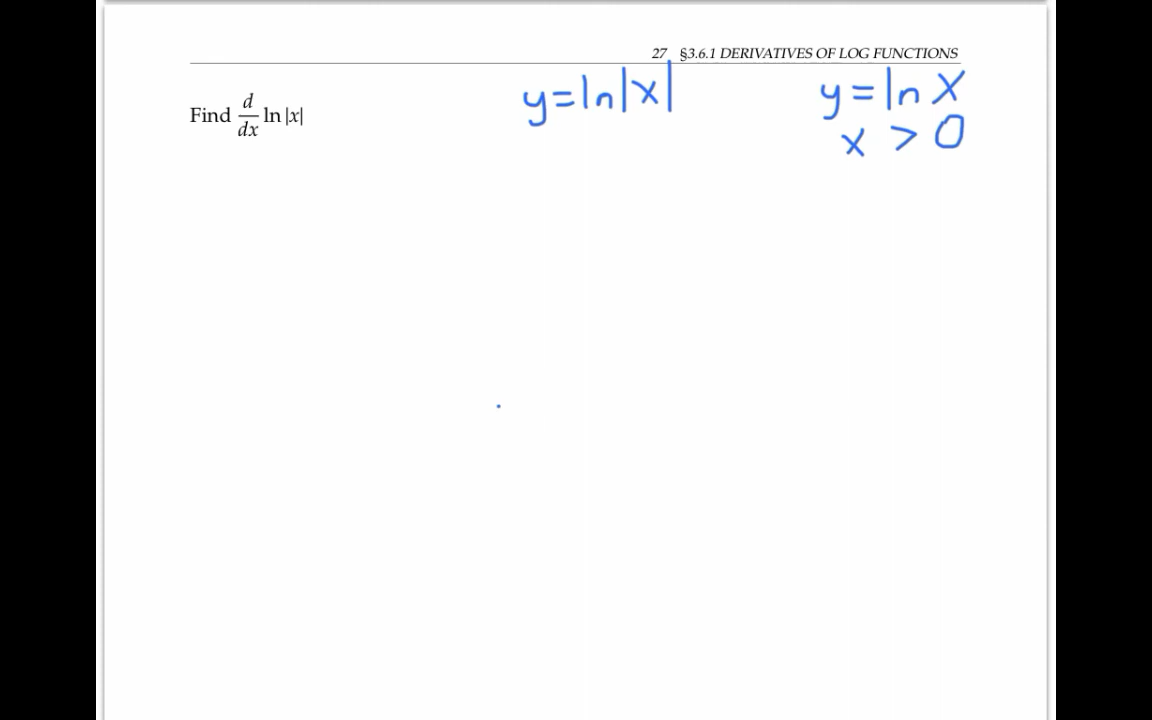 27 §3.6.1 DERIVATIVES OF LOG FUNCTIONS
Find d/dx ln |x|
y=ln|x|
y=ln x
x > 0